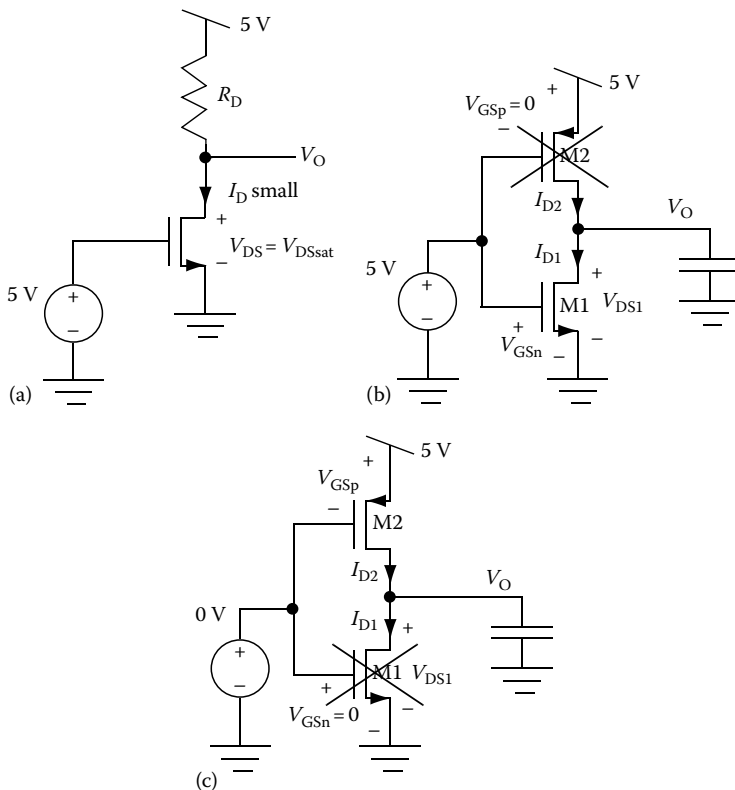 5 V
R_D
V_O
I_D small
+
V_DS = V_DSsat
−
5 V
+
−
(a)
+
5 V
V_GSp = 0
−
M2
I_D2
V_O
I_D1
5 V
+
−
+
M1
V_DS1
+
V_GSn
−
−
(b)
+
5 V
V_GSp
−
M2
I_D2
V_O
0 V
I_D1
+
+
−
M1
V_DS1
+
V_GSn = 0
−
−
(c)